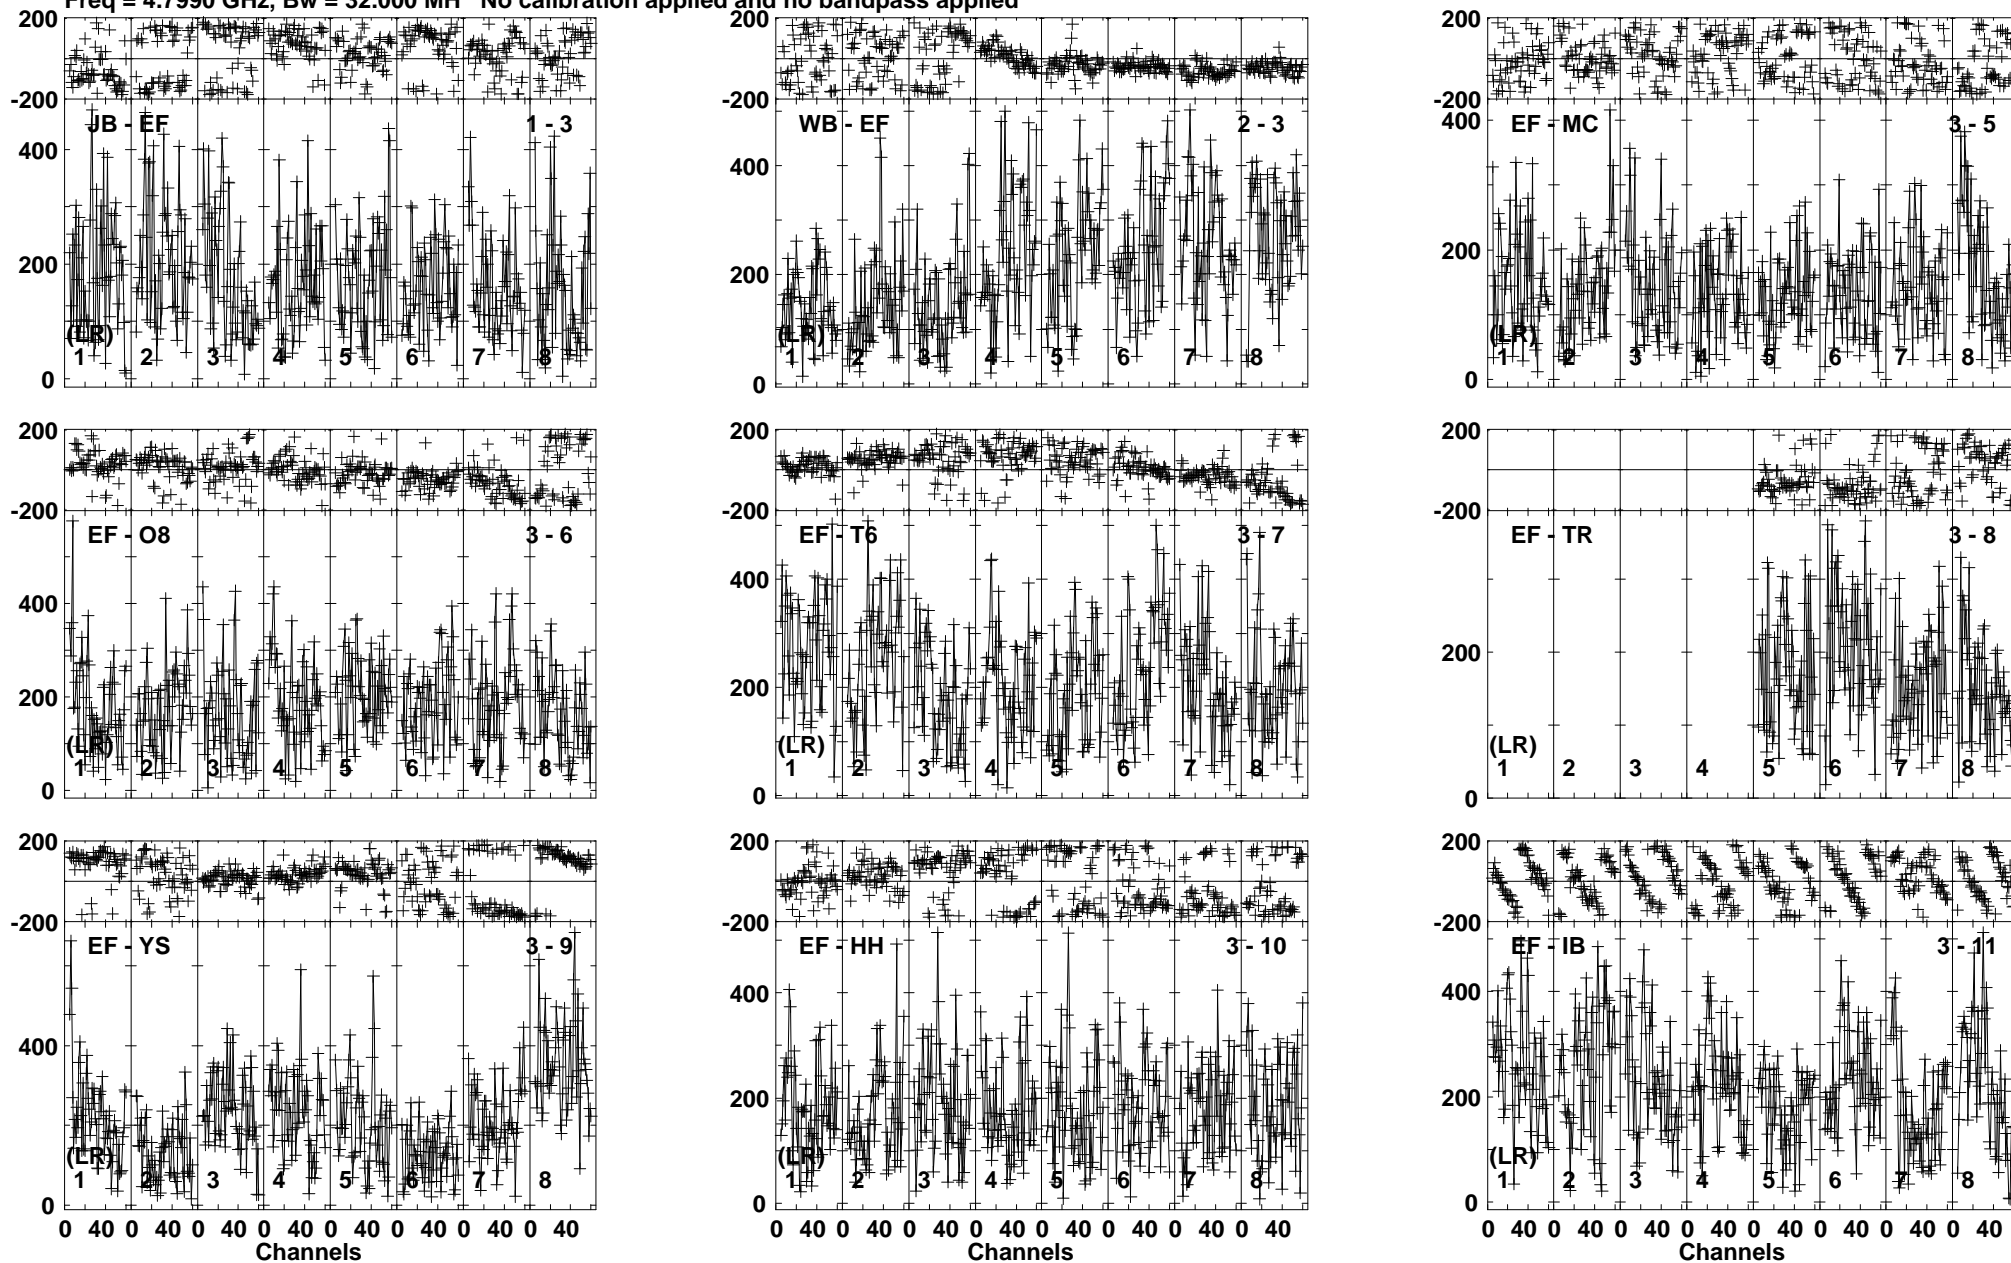 Freq = 4.7990 GHz, Bw = 32.000 MH No calibration applied and no bandpass applied
200 200 200
-200 -200 -200
JB - EF 1 - 3 WB - EF 2 - 3 EF - MC 3 - 5
400 400 400
200 200 200
(LR) (LR) (LR)
1 2 3 4 5 6 7 8 1 2 3 4 5 6 7 8 1 2 3 4 5 6 7 8
0 0 0
200 200 200
-200 -200 -200
EF - O8 3 - 6 EF - T6 3 - 7 EF - TR 3 - 8
400 400
200 200 200
(LR) (LR) (LR)
1 2 3 4 5 6 7 8 1 2 3 4 5 6 7 8 1 2 3 4 5 6 7 8
0 0 0
200 200 200
-200 -200 -200
EF - YS 3 - 9 EF - HH 3 - 10 EF - IB 3 - 11
400 400 400
200 200
(LR) (LR) (LR)
1 2 3 4 5 6 7 8 1 2 3 4 5 6 7 8 1 2 3 4 5 6 7 8
0 0 0
0 40 0 40 0 40 0 40 0 40 0 40 0 40 0 40 0 40 0 40 0 40 0 40 0 40 0 40 0 40 0 40 0 40 0 40 0 40 0 40 0 40 0 40 0 40 0 40
Channels Channels Channels